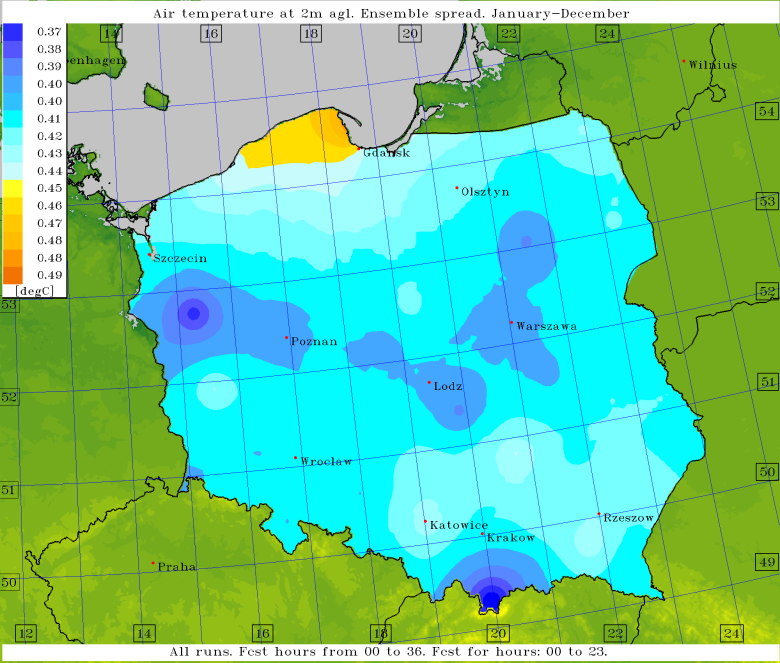 Air temperature at 2m agl. Ensemble spread. January–December
14 16 18 20 22 24
0.37
0.38
0.39
0.40
0.40
0.41
0.42
0.43
0.44
0.45
0.46
0.47
0.48
0.48
0.49
[degC]
enhagen
Wilnius
54
Gdansk
Olsztyn
53
Szczecin
52
53
Warszawa
Poznan
51
Lodz
52
Wroclaw
50
51
Rzeszow
Katowice
Krakow
49
Praha
50
12 14 16 18 20 22 24
All runs. Fcst hours from 00 to 36. Fest for hours: 00 to 23.